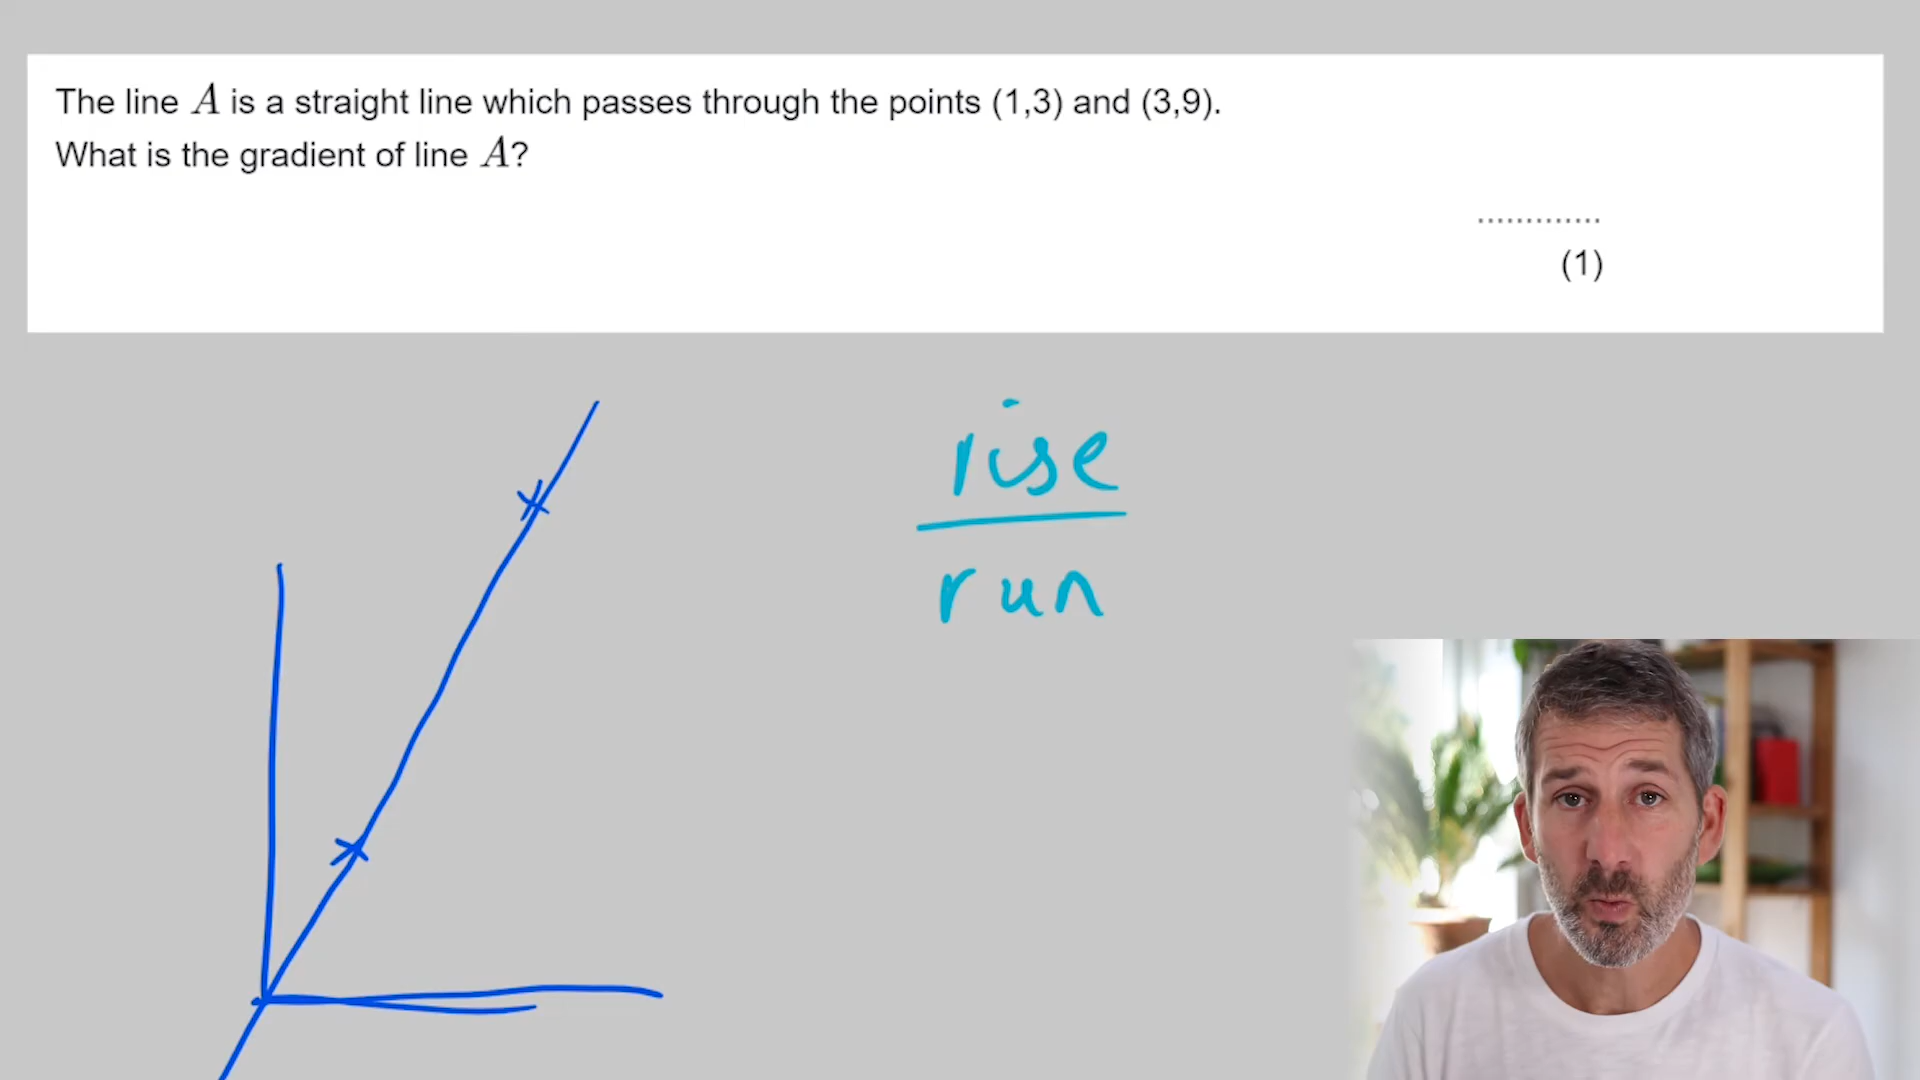 The line A is a straight line which passes through the points (1,3) and (3,9).
What is the gradient of line A?
.............
(1)
rise
run